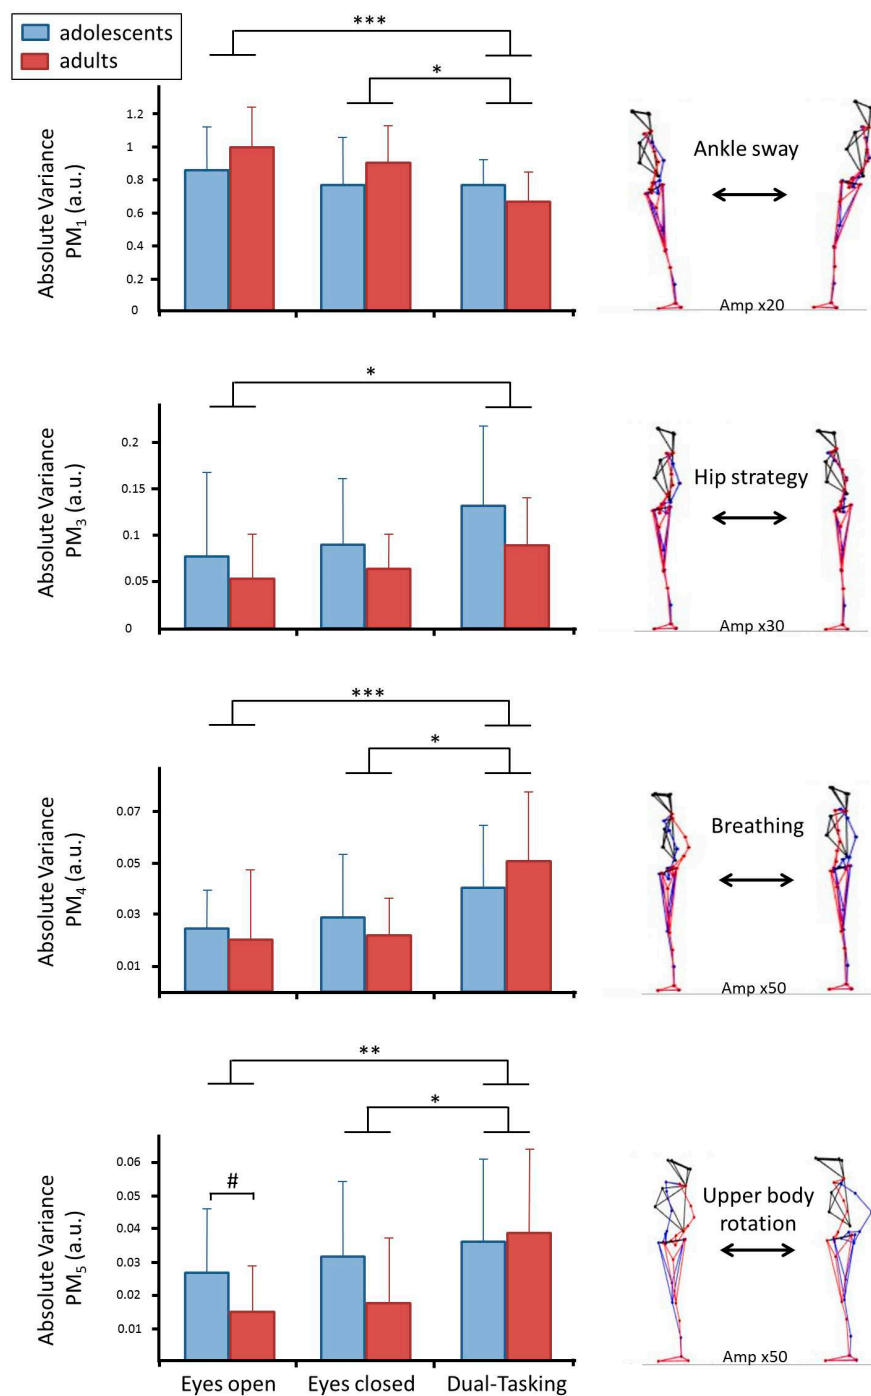 adolescents
adults
***
*
Absolute Variance
PM1 (a.u.)
1.2
1
0.8
0.6
0.4
0.2
0
Ankle sway
Amp x20
*
Absolute Variance
PM3 (a.u.)
0.2
0.15
0.1
0.05
0
Hip strategy
Amp x30
***
*
Absolute Variance
PM4 (a.u.)
0.07
0.05
0.03
0.01
Breathing
Amp x50
**
*
#
Absolute Variance
PM5 (a.u.)
0.06
0.05
0.04
0.03
0.02
0.01
Upper body
rotation
Amp x50
Eyes open Eyes closed Dual-Tasking